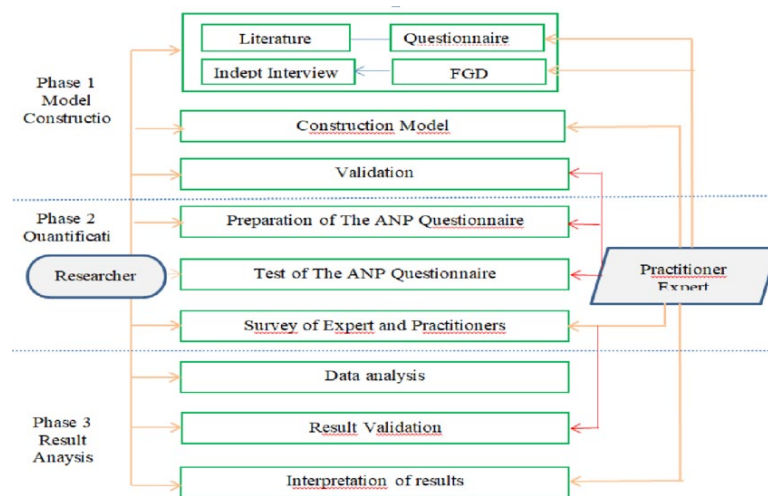 Literature
Questionnaire
Indept Interview
FGD
Phase 1
Model
Constructio
Construction Model
Validation
Phase 2
Quantificati
Preparation of The ANP Questionnaire
Researcher
Test of The ANP Questionnaire
Practitioner
Expert
Survey of Expert and Practitioners
Data analysis
Phase 3
Result
Anaysis
Result Validation
Interpretation of results